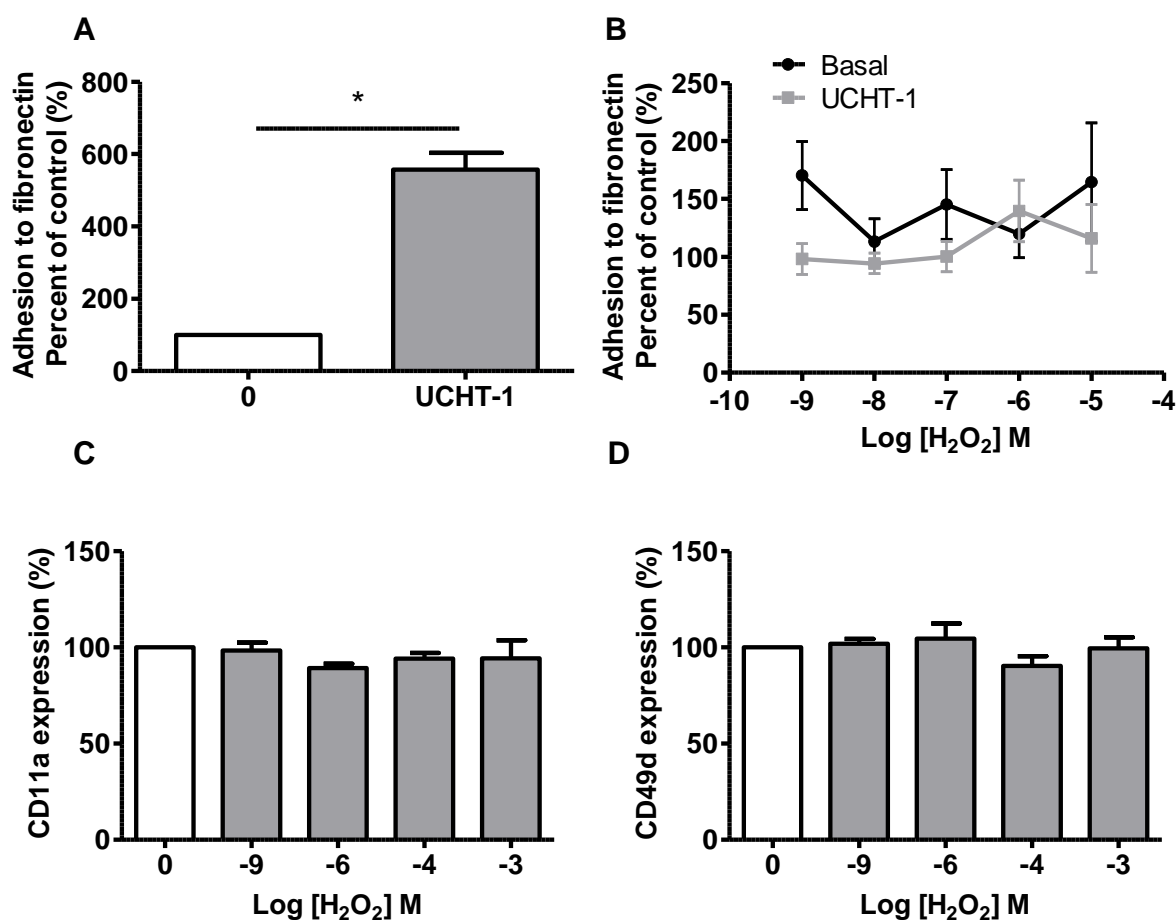 A
Adhesion to fibronectin
Percent of control (%)
800
600
400
200
0
*
0
UCHT-1
B
Basal
UCHT-1
Adhesion to fibronectin
Percent of control (%)
250
200
150
100
50
0
-10 -9 -8 -7 -6 -5 -4
Log [H₂O₂] M
C
CD11a expression (%)
150
100
50
0
0 -9 -6 -4 -3
Log [H₂O₂] M
D
CD49d expression (%)
150
100
50
0
0 -9 -6 -4 -3
Log [H₂O₂] M